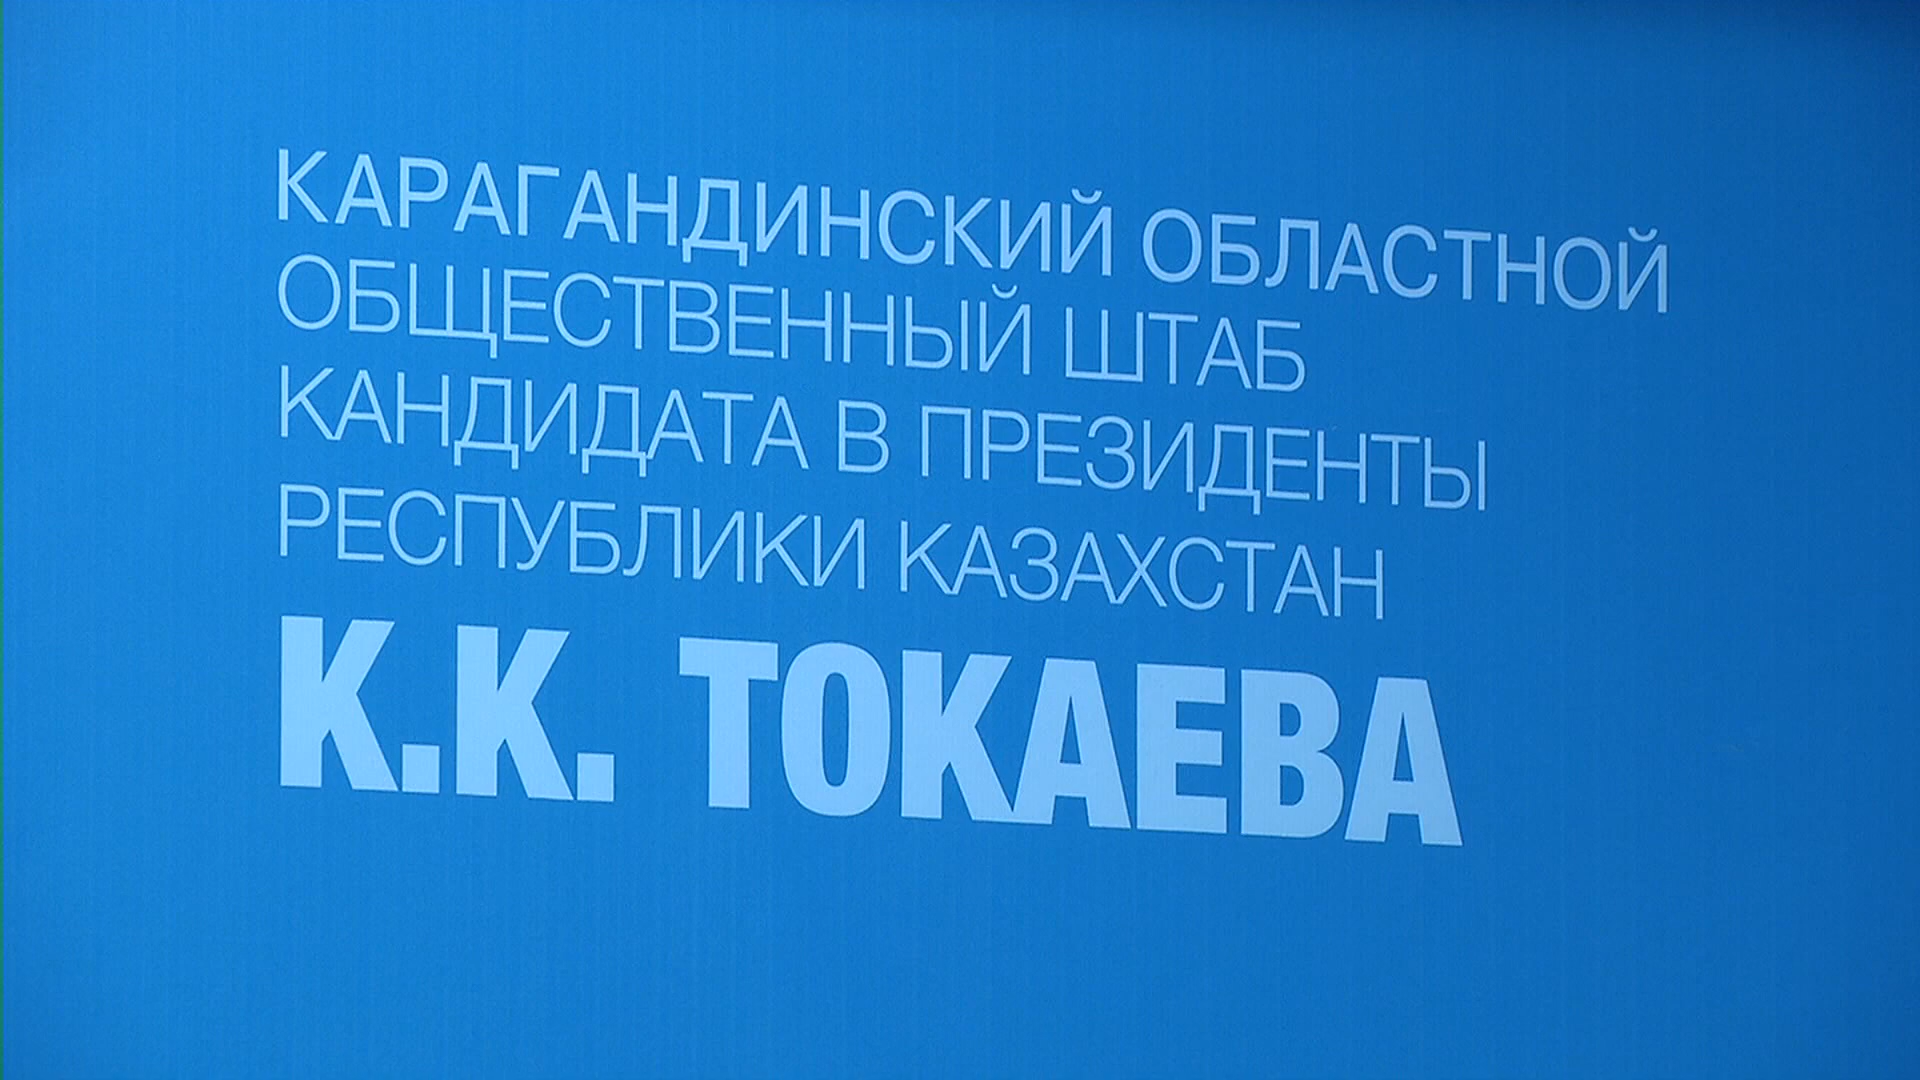 КАРАГАНДИНСКИЙ ОБЛАСТНОЙ
ОБЩЕСТВЕННЫЙ ШТАБ
КАНДИДАТА В ПРЕЗИДЕНТЫ
РЕСПУБЛИКИ КАЗАХСТАН
К.К. ТОКАЕВА